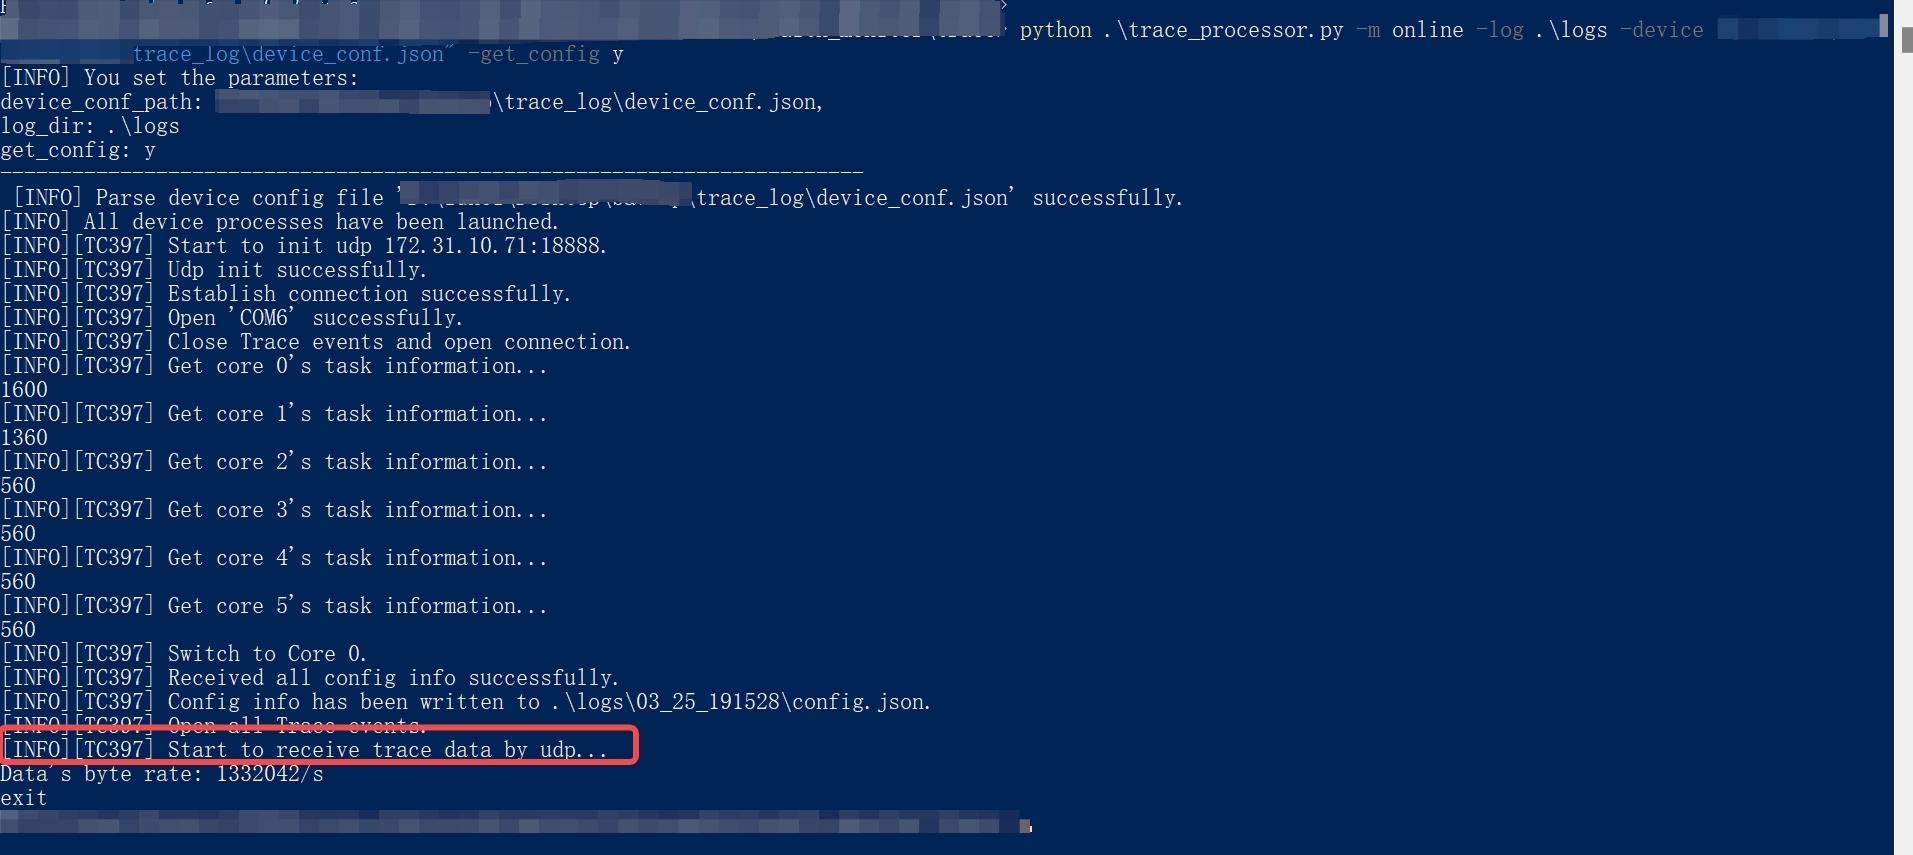 python .\trace_processor.py -m online -log .\logs -device
trace_log\device_conf.json" -get_config y
[INFO] You set the parameters:
device_conf_path: \trace_log\device_conf.json,
log_dir: .\logs
get_config: y
------------------------------------------------------------------------
[INFO] Parse device config file ' \trace_log\device_conf.json' successfully.
[INFO] All device processes have been launched.
[INFO][TC397] Start to init udp 172.31.10.71:18888.
[INFO][TC397] Udp init successfully.
[INFO][TC397] Establish connection successfully.
[INFO][TC397] Open 'COM6' successfully.
[INFO][TC397] Close Trace events and open connection.
[INFO][TC397] Get core 0's task information...
1600
[INFO][TC397] Get core 1's task information...
1360
[INFO][TC397] Get core 2's task information...
560
[INFO][TC397] Get core 3's task information...
560
[INFO][TC397] Get core 4's task information...
560
[INFO][TC397] Get core 5's task information...
560
[INFO][TC397] Switch to Core 0.
[INFO][TC397] Received all config info successfully.
[INFO][TC397] Config info has been written to .\logs\03_25_191528\config.json.
[INFO][TC397] Open all Trace events.
[INFO][TC397] Start to receive trace data by udp...
Data's byte rate: 1332042/s
exit